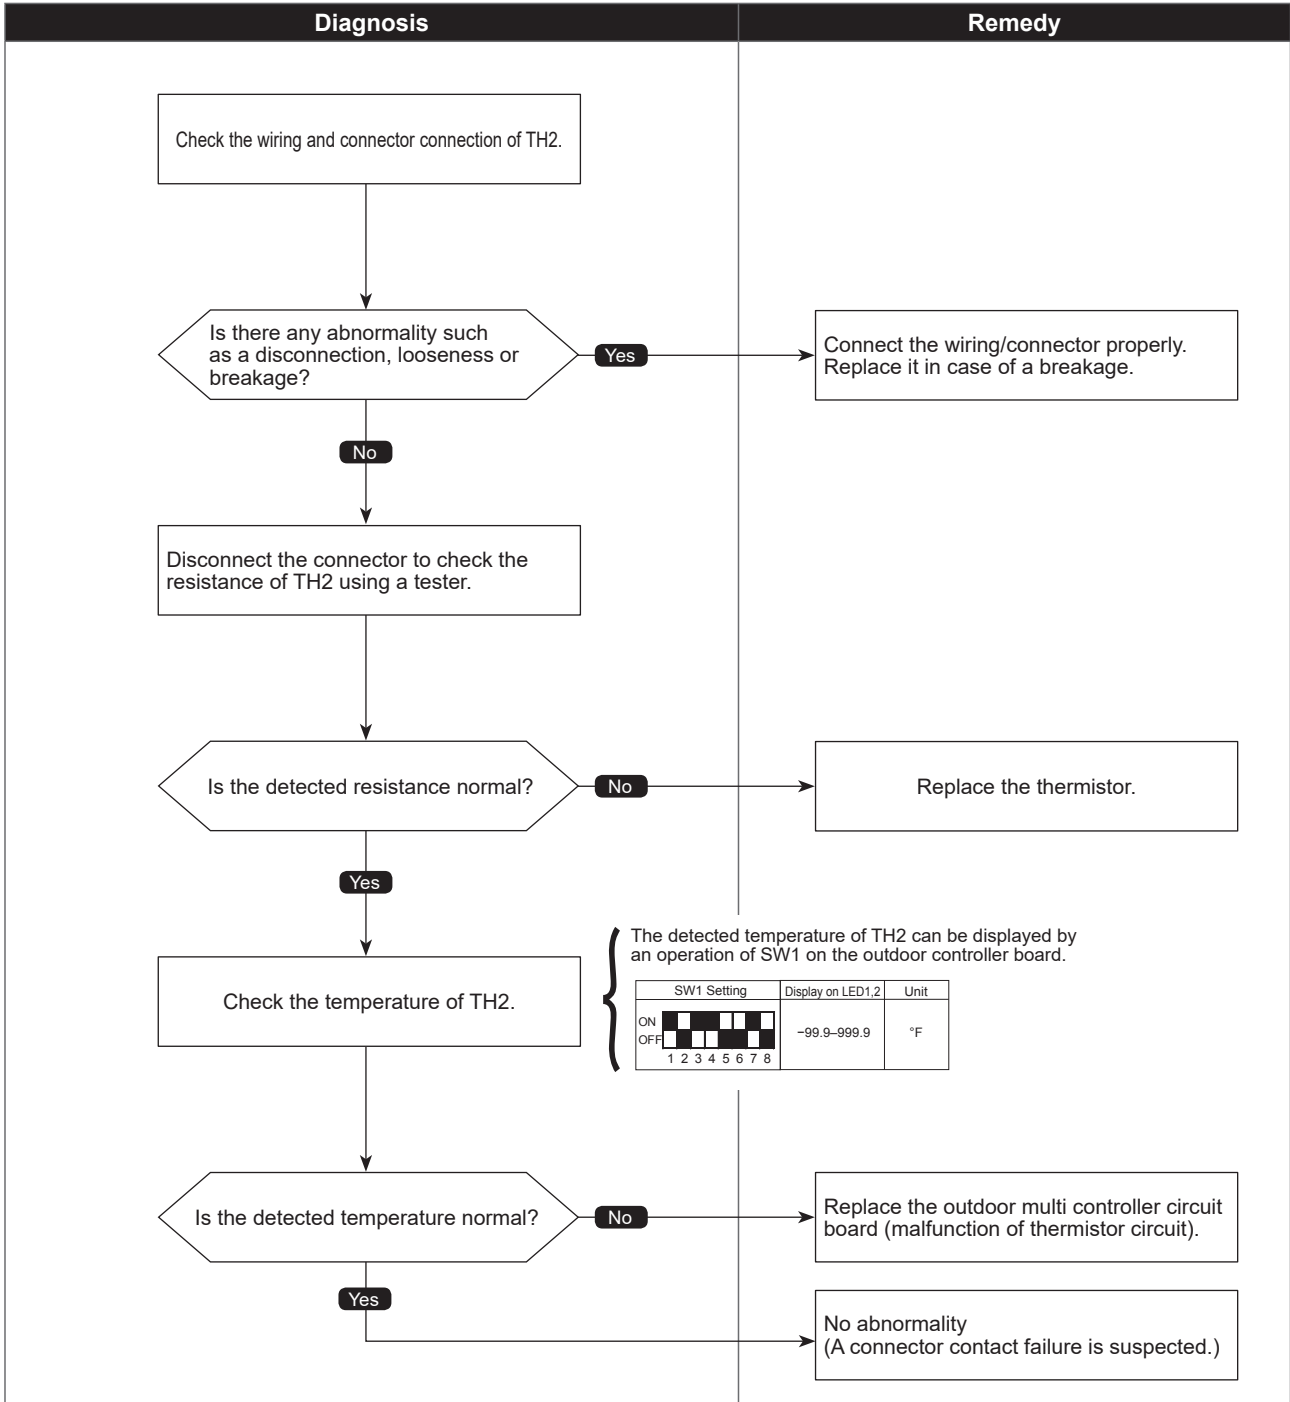 Diagnosis
Remedy
Check the wiring and connector connection of TH2.
Is there any abnormality such
as a disconnection, looseness or
breakage?
Yes
Connect the wiring/connector properly.
Replace it in case of a breakage.
No
Disconnect the connector to check the
resistance of TH2 using a tester.
Is the detected resistance normal?
No
Replace the thermistor.
Yes
Check the temperature of TH2.
The detected temperature of TH2 can be displayed by
an operation of SW1 on the outdoor controller board.
SW1 Setting
Display on LED1,2
Unit
ON
OFF
1 2 3 4 5 6 7 8
−99.9–999.9
°F
Is the detected temperature normal?
No
Replace the outdoor multi controller circuit
board (malfunction of thermistor circuit).
Yes
No abnormality
(A connector contact failure is suspected.)